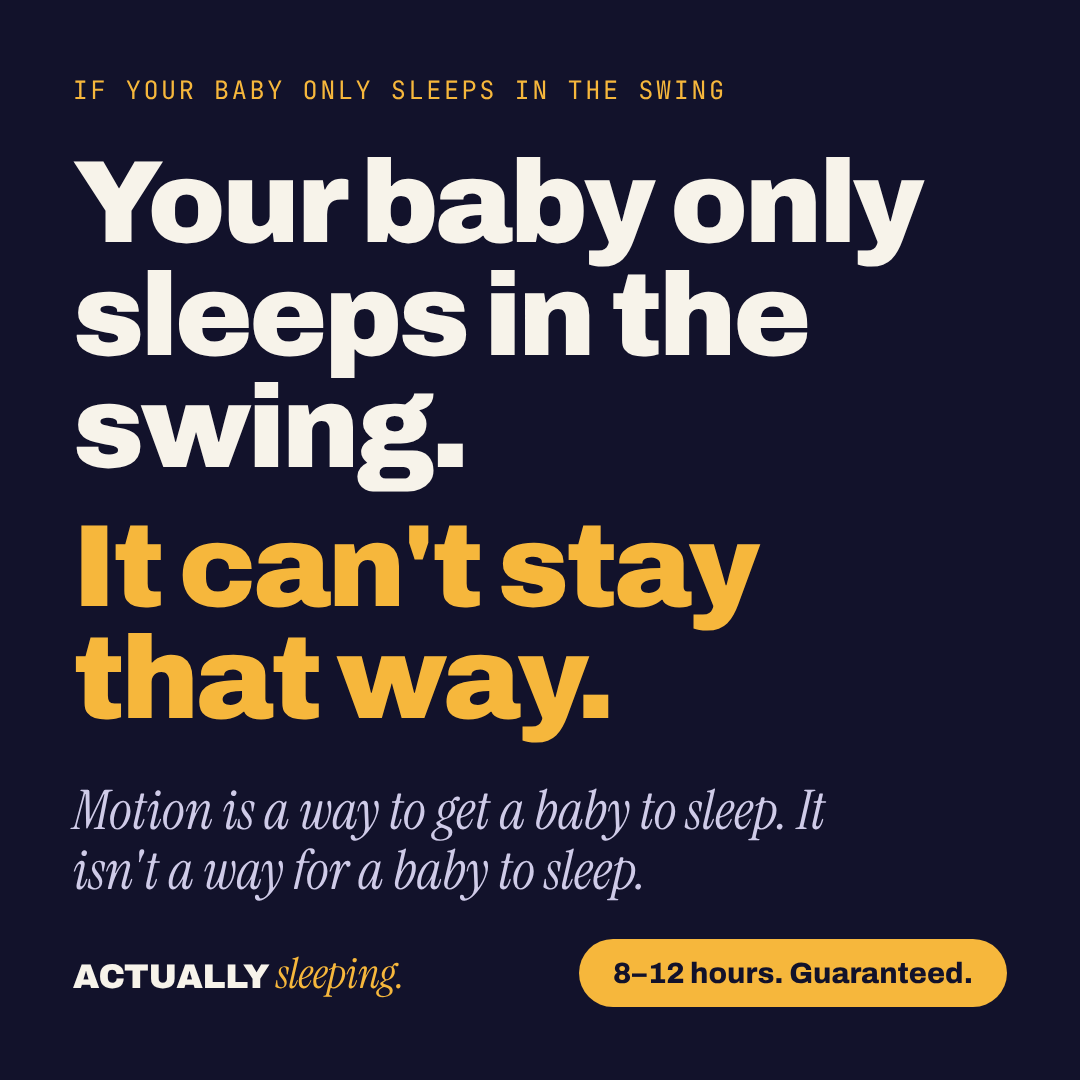 IF YOUR BABY ONLY SLEEPS IN THE SWING
Your baby only
sleeps in the
swing.
It can't stay
that way.
Motion is a way to get a baby to sleep. It
isn't a way for a baby to sleep.
ACTUALLY sleeping.
8–12 hours. Guaranteed.